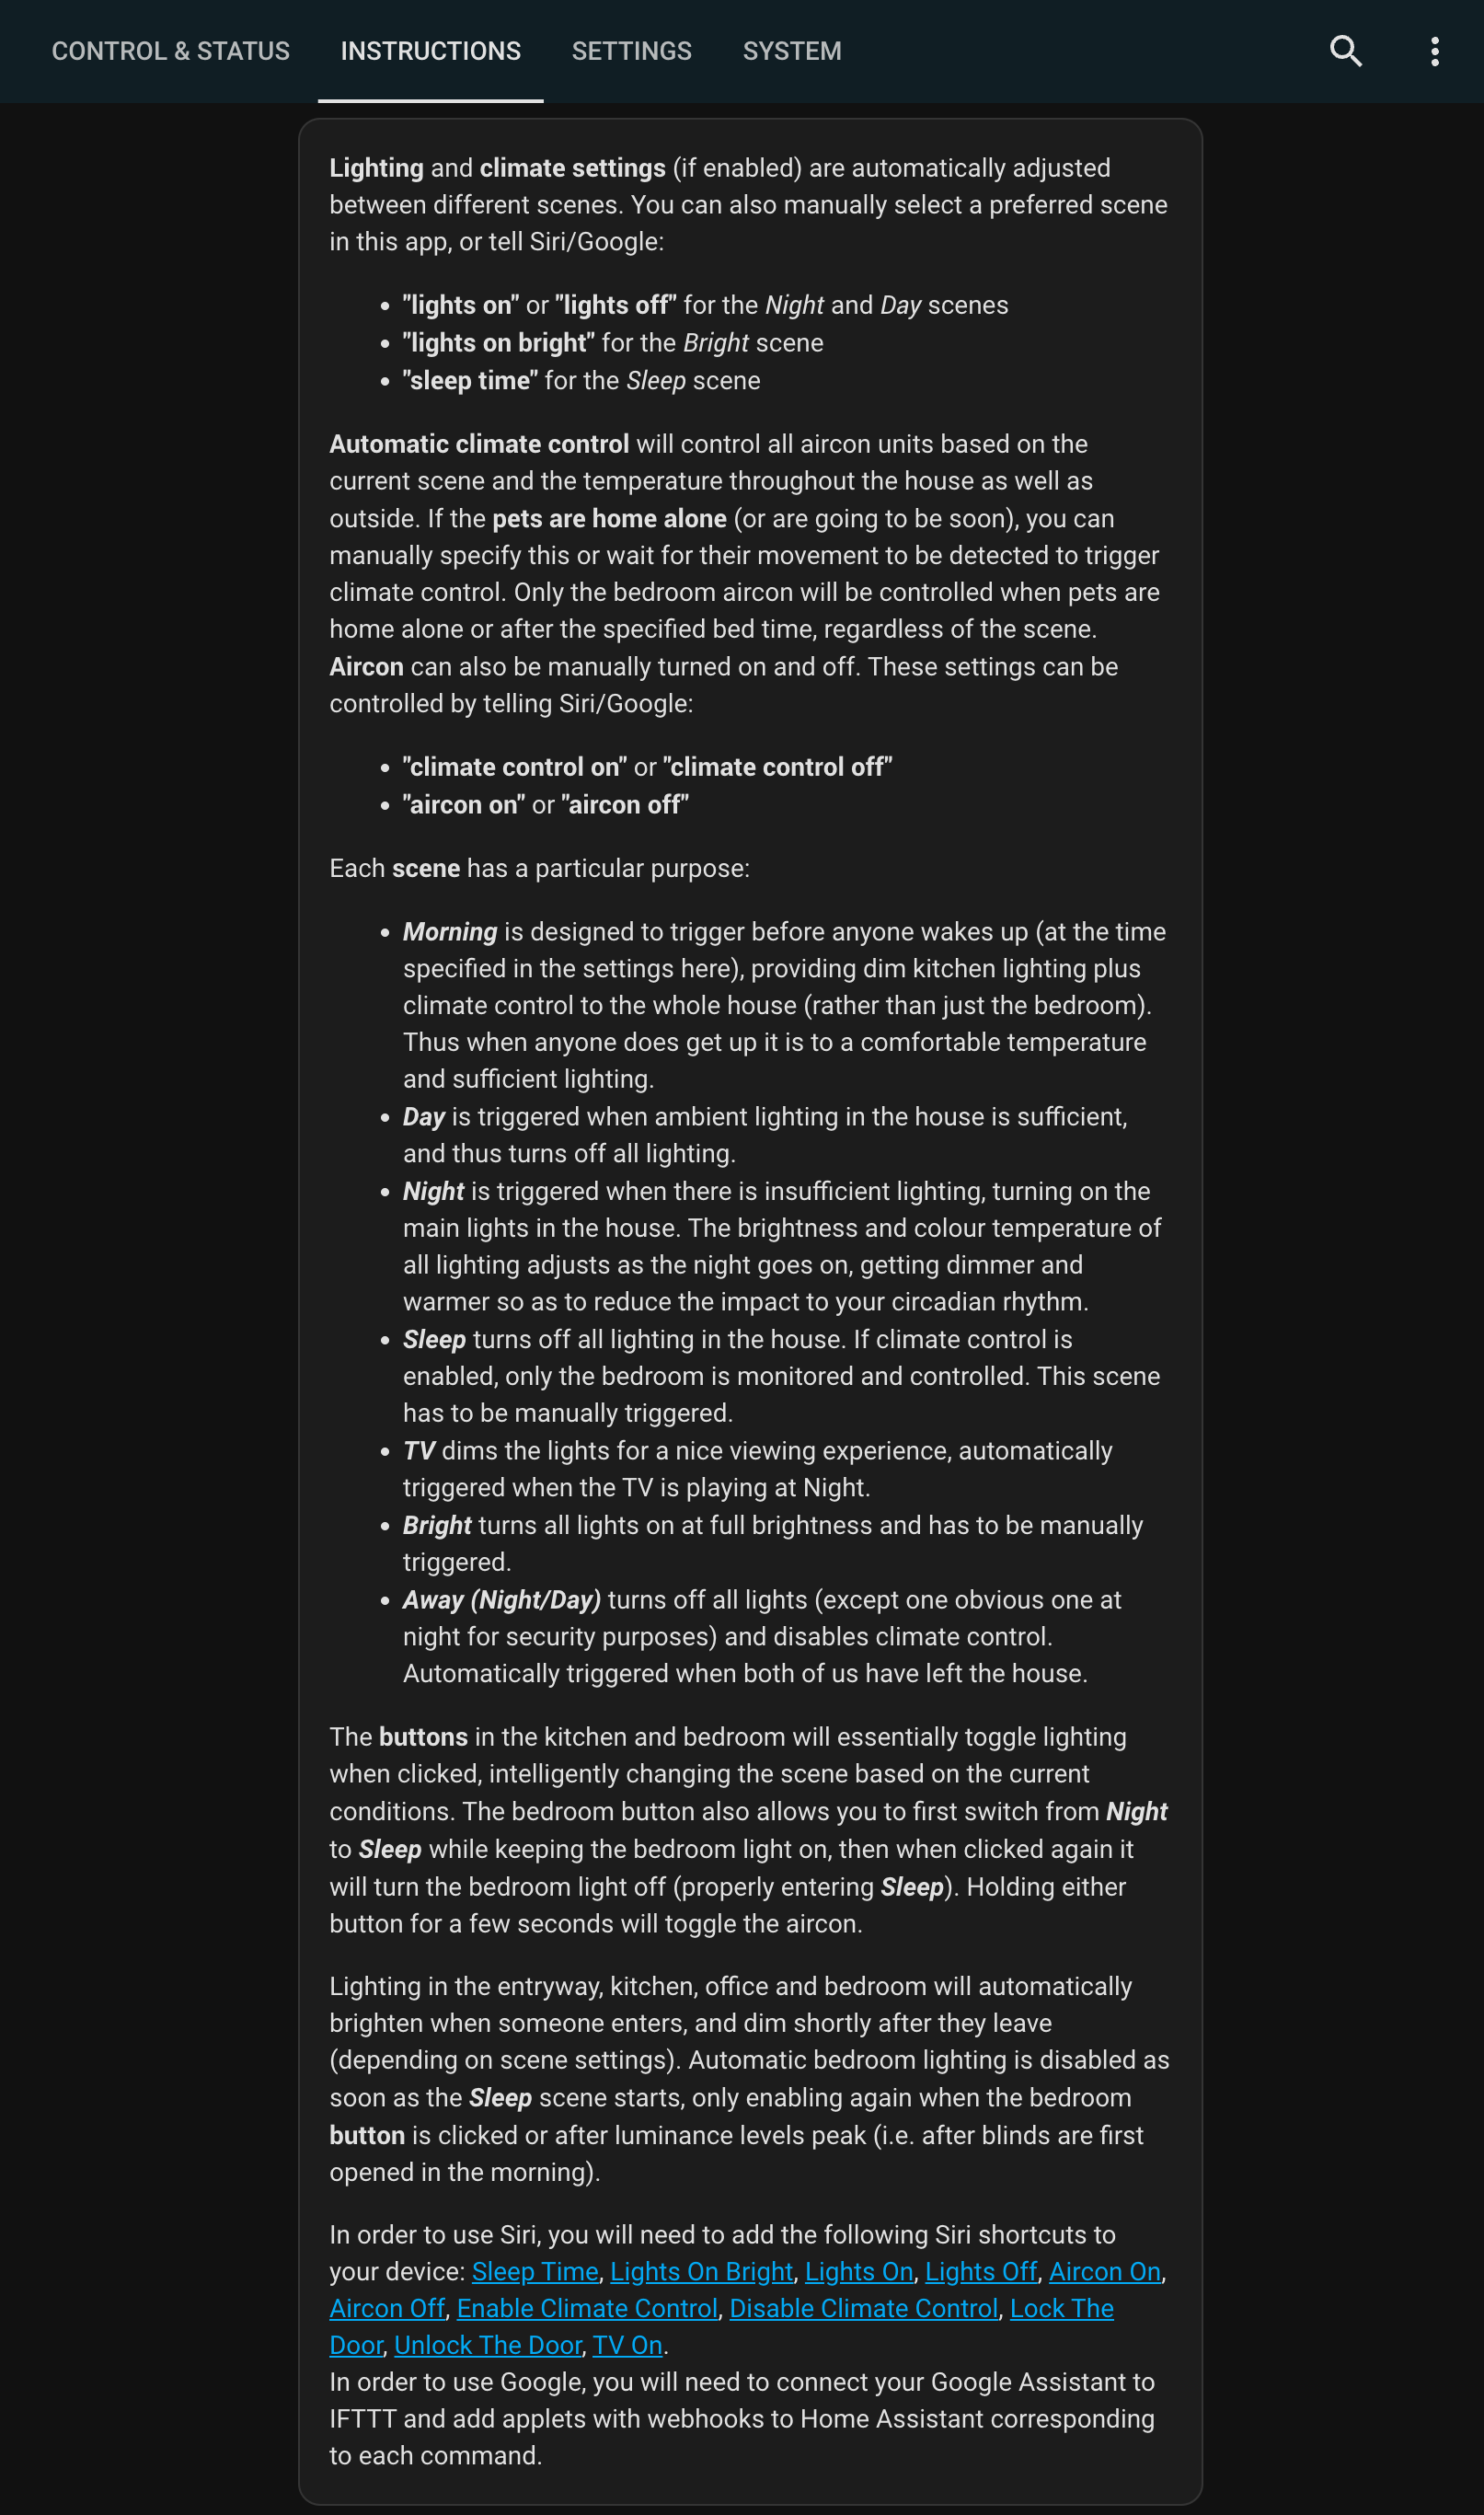 CONTROL & STATUS INSTRUCTIONS SETTINGS SYSTEM
Lighting and climate settings (if enabled) are automatically adjusted
between different scenes. You can also manually select a preferred scene
in this app, or tell Siri/Google:
• "lights on" or "lights off" for the Night and Day scenes
• "lights on bright" for the Bright scene
• "sleep time" for the Sleep scene
Automatic climate control will control all aircon units based on the
current scene and the temperature throughout the house as well as
outside. If the pets are home alone (or are going to be soon), you can
manually specify this or wait for their movement to be detected to trigger
climate control. Only the bedroom aircon will be controlled when pets are
home alone or after the specified bed time, regardless of the scene.
Aircon can also be manually turned on and off. These settings can be
controlled by telling Siri/Google:
• "climate control on" or "climate control off"
• "aircon on" or "aircon off"
Each scene has a particular purpose:
• Morning is designed to trigger before anyone wakes up (at the time
specified in the settings here), providing dim kitchen lighting plus
climate control to the whole house (rather than just the bedroom).
Thus when anyone does get up it is to a comfortable temperature
and sufficient lighting.
• Day is triggered when ambient lighting in the house is sufficient,
and thus turns off all lighting.
• Night is triggered when there is insufficient lighting, turning on the
main lights in the house. The brightness and colour temperature of
all lighting adjusts as the night goes on, getting dimmer and
warmer so as to reduce the impact to your circadian rhythm.
• Sleep turns off all lighting in the house. If climate control is
enabled, only the bedroom is monitored and controlled. This scene
has to be manually triggered.
• TV dims the lights for a nice viewing experience, automatically
triggered when the TV is playing at Night.
• Bright turns all lights on at full brightness and has to be manually
triggered.
• Away (Night/Day) turns off all lights (except one obvious one at
night for security purposes) and disables climate control.
Automatically triggered when both of us have left the house.
The buttons in the kitchen and bedroom will essentially toggle lighting
when clicked, intelligently changing the scene based on the current
conditions. The bedroom button also allows you to first switch from Night
to Sleep while keeping the bedroom light on, then when clicked again it
will turn the bedroom light off (properly entering Sleep). Holding either
button for a few seconds will toggle the aircon.
Lighting in the entryway, kitchen, office and bedroom will automatically
brighten when someone enters, and dim shortly after they leave
(depending on scene settings). Automatic bedroom lighting is disabled as
soon as the Sleep scene starts, only enabling again when the bedroom
button is clicked or after luminance levels peak (i.e. after blinds are first
opened in the morning).
In order to use Siri, you will need to add the following Siri shortcuts to
your device: Sleep Time, Lights On Bright, Lights On, Lights Off, Aircon On,
Aircon Off, Enable Climate Control, Disable Climate Control, Lock The
Door, Unlock The Door, TV On.
In order to use Google, you will need to connect your Google Assistant to
IFTTT and add applets with webhooks to Home Assistant corresponding
to each command.